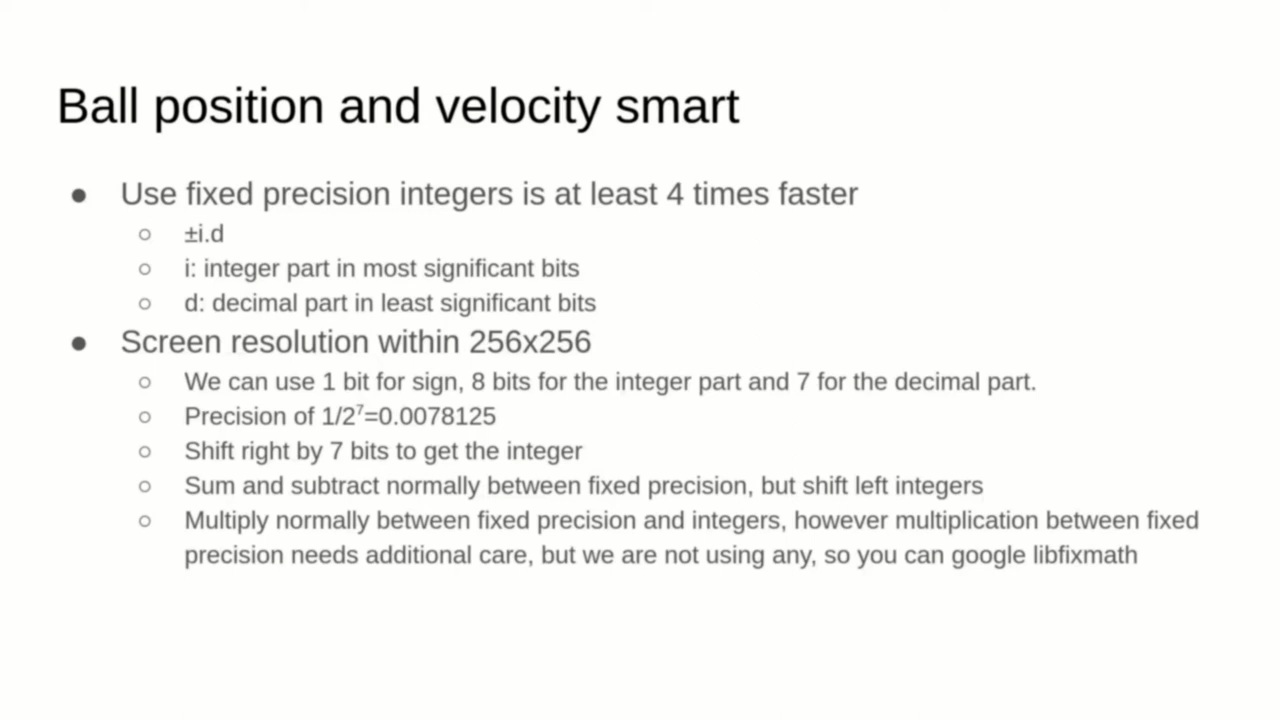 Ball position and velocity smart
● Use fixed precision integers is at least 4 times faster
○ ±i.d
○ i: integer part in most significant bits
○ d: decimal part in least significant bits
● Screen resolution within 256x256
○ We can use 1 bit for sign, 8 bits for the integer part and 7 for the decimal part.
○ Precision of 1/2⁷=0.0078125
○ Shift right by 7 bits to get the integer
○ Sum and subtract normally between fixed precision, but shift left integers
○ Multiply normally between fixed precision and integers, however multiplication between fixed
precision needs additional care, but we are not using any, so you can google libfixmath